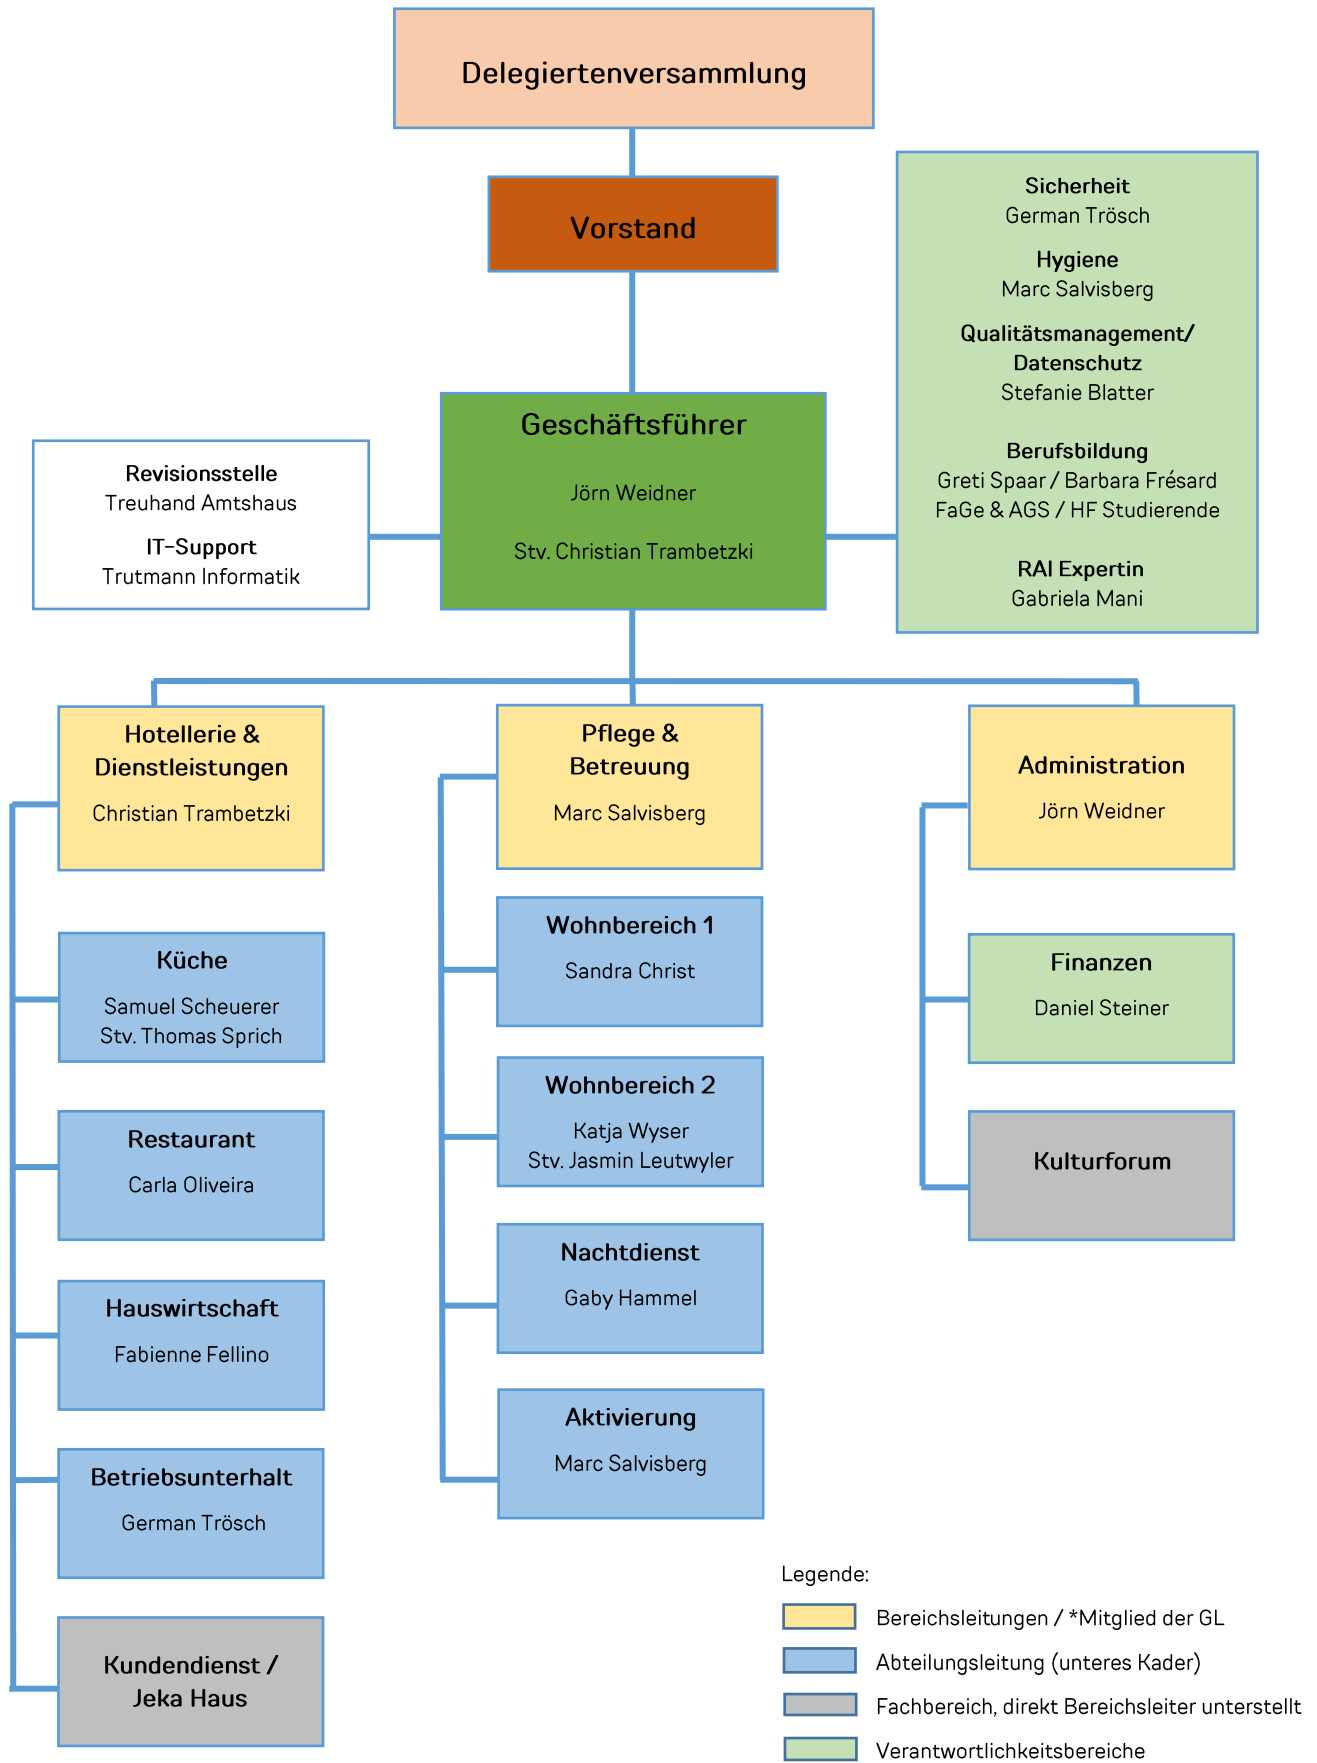 Delegiertenversammlung
Vorstand
Sicherheit
German Trösch
Hygiene
Marc Salvisberg
Qualitätsmanagement/
Datenschutz
Stefanie Blatter
Berufsbildung
Greti Spaar / Barbara Frésard
FaGe & AGS / HF Studierende
RAI Expertin
Gabriela Mani
Geschäftsführer
Jörn Weidner
Stv. Christian Trambetzki
Revisionsstelle
Treuhand Amtshaus
IT-Support
Trutmann Informatik
Hotellerie &
Dienstleistungen
Christian Trambetzki
Küche
Samuel Scheuerer
Stv. Thomas Sprich
Restaurant
Carla Oliveira
Hauswirtschaft
Fabienne Fellino
Betriebsunterhalt
German Trösch
Kundendienst /
Jeka Haus
Pflege &
Betreuung
Marc Salvisberg
Wohnbereich 1
Sandra Christ
Wohnbereich 2
Katja Wyser
Stv. Jasmin Leutwyler
Nachtdienst
Gaby Hammel
Aktivierung
Marc Salvisberg
Administration
Jörn Weidner
Finanzen
Daniel Steiner
Kulturforum
Legende:
Bereichsleitungen / *Mitglied der GL
Abteilungsleitung (unteres Kader)
Fachbereich, direkt Bereichsleiter unterstellt
Verantwortlichkeitsbereiche